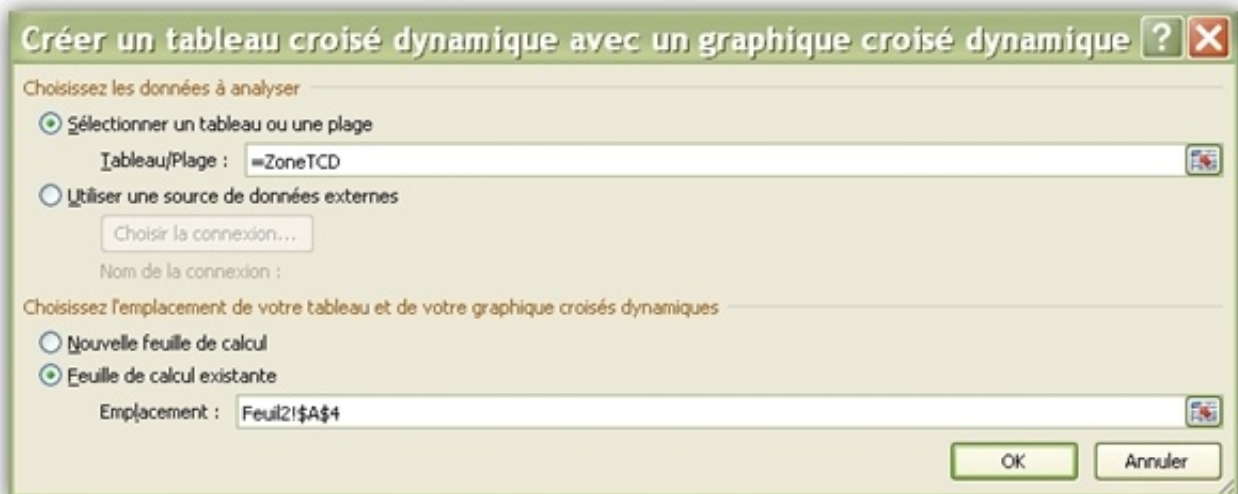 Créer un tableau croisé dynamique avec un graphique croisé dynamique ?
Choisissez les données à analyser
Sélectionner un tableau ou une plage
Tableau/Plage : =ZoneTCD
Utiliser une source de données externes
Choisir la connexion...
Nom de la connexion :
Choisissez l'emplacement de votre tableau et de votre graphique croisés dynamiques
Nouvelle feuille de calcul
Feuille de calcul existante
Emplacement : Feuil2!$A$4
OK Annuler